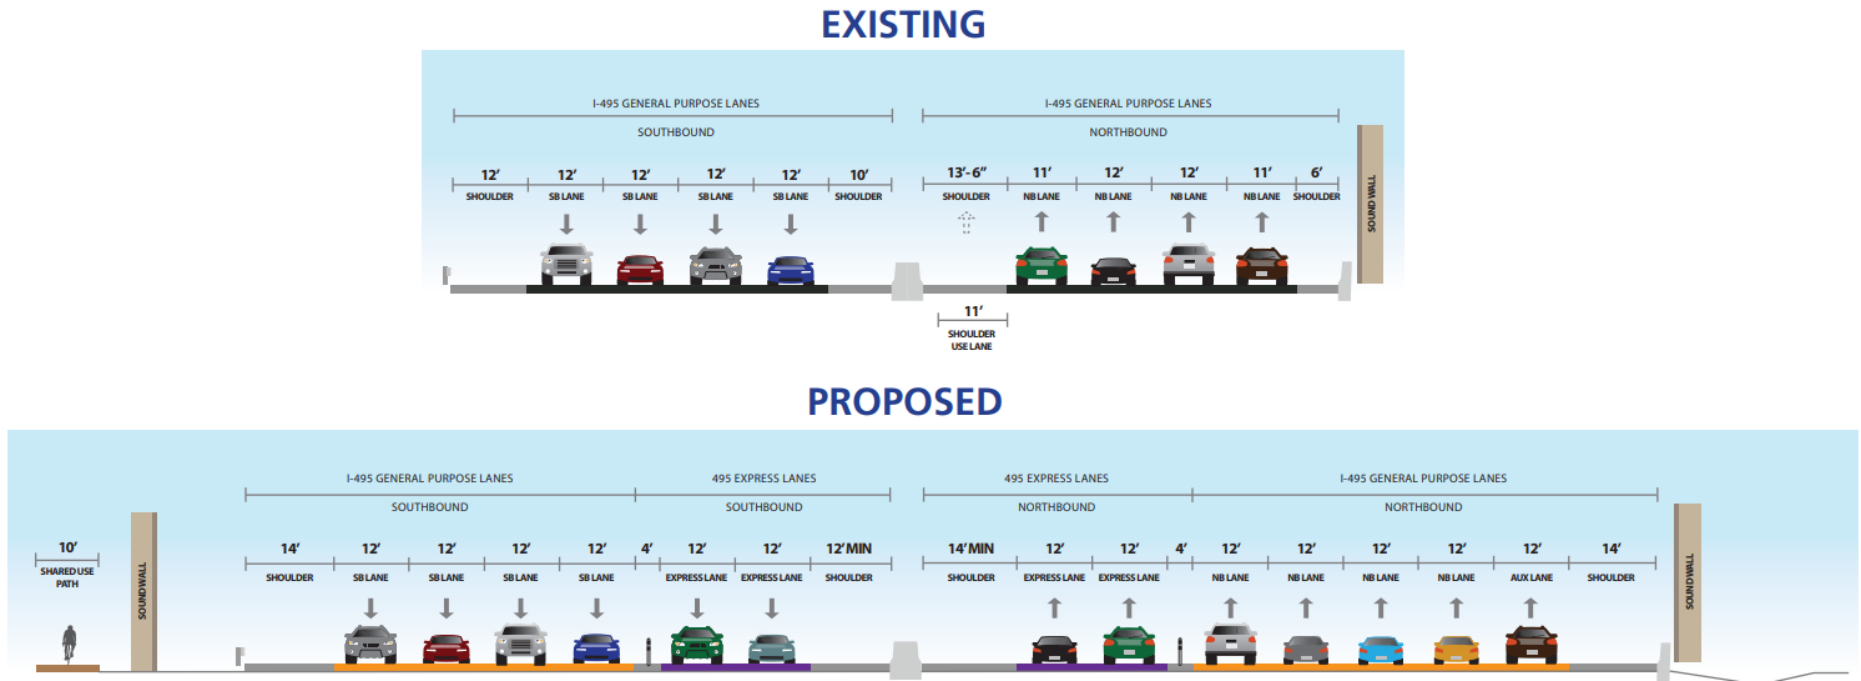 EXISTING
I-495 GENERAL PURPOSE LANES
I-495 GENERAL PURPOSE LANES
SOUTHBOUND
NORTHBOUND
12’ 12’ 12’ 12’ 12’ 10’ 13’-6” 11’ 12’ 12’ 11’ 6’
SHOULDER SB LANE SB LANE SB LANE SB LANE SHOULDER SHOULDER NB LANE NB LANE NB LANE NB LANE SHOULDER
SOUND WALL
11’
SHOULDER
USE LANE
PROPOSED
I-495 GENERAL PURPOSE LANES 495 EXPRESS LANES 495 EXPRESS LANES I-495 GENERAL PURPOSE LANES
SOUTHBOUND SOUTHBOUND NORTHBOUND NORTHBOUND
10’ 14’ 12’ 12’ 12’ 12’ 4’ 12’ 12’ 12’ MIN 14’ MIN 12’ 12’ 4’ 12’ 12’ 12’ 12’ 12’ 14’
SHARED USE
PATH
SOUND WALL
SHOULDER SB LANE SB LANE SB LANE SB LANE EXPRESS LANE EXPRESS LANE SHOULDER SHOULDER EXPRESS LANE EXPRESS LANE NB LANE NB LANE NB LANE NB LANE AUX LANE SHOULDER
SOUND WALL